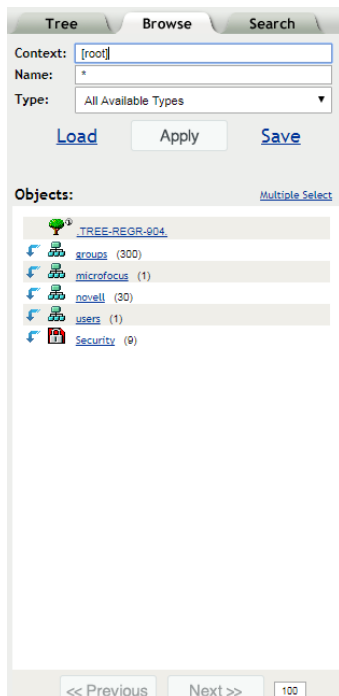 Tree Browse Search
Context: [root]
Name: *
Type: All Available Types
Load Apply Save
Objects: Multiple Select
.TREE-REGR-904.
groups (300)
microfocus (1)
novell (30)
users (1)
Security (9)
<< Previous Next >> 100